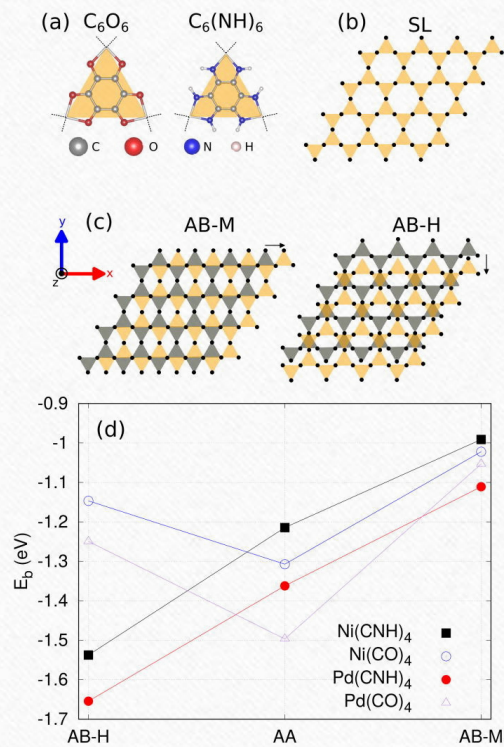 (a) C₆O₆ C₆(NH)₆ (b) SL
C O N H
(c) AB-M AB-H
y
z x
(d)
-0.9
-1
-1.1
-1.2
-1.3
-1.4
-1.5
-1.6
-1.7
E_b (eV)
Ni(CNH)₄
Ni(CO)₄
Pd(CNH)₄
Pd(CO)₄
AB-H AA AB-M